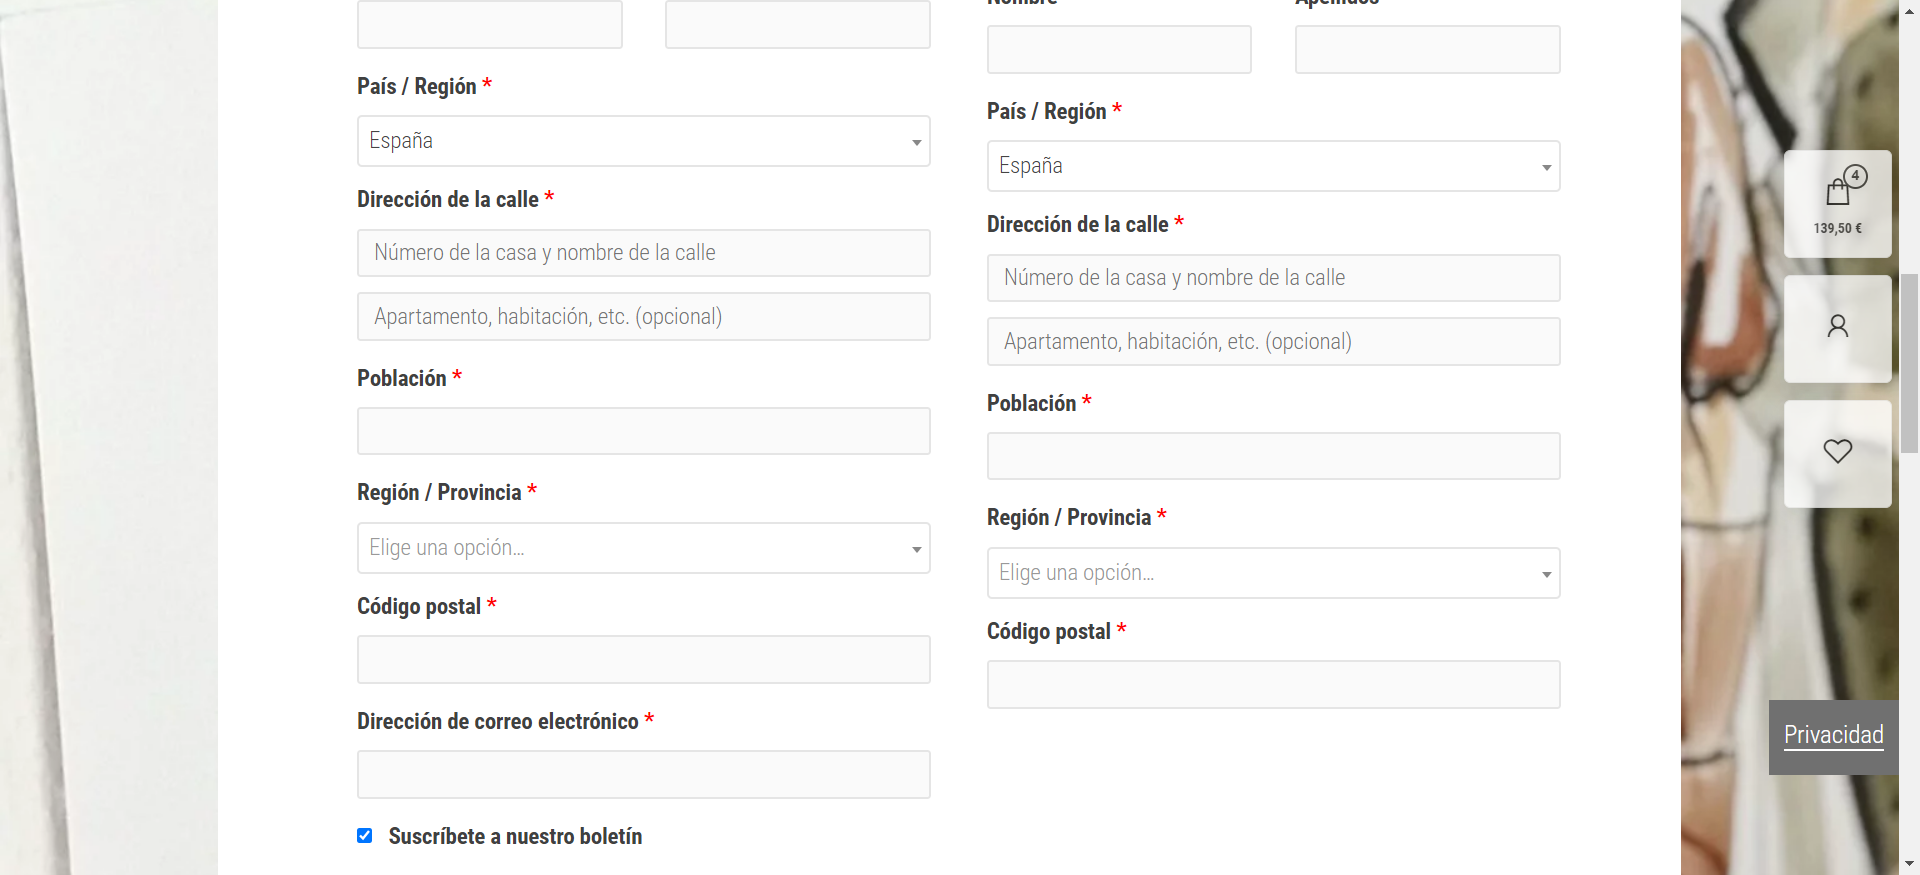 Nombre
Apellidos
País / Región *
España
Dirección de la calle *
Número de la casa y nombre de la calle
Apartamento, habitación, etc. (opcional)
Población *
Región / Provincia *
Elige una opción...
Código postal *
Dirección de correo electrónico *
Suscríbete a nuestro boletín
País / Región *
España
Dirección de la calle *
Número de la casa y nombre de la calle
Apartamento, habitación, etc. (opcional)
Población *
Región / Provincia *
Elige una opción...
Código postal *
4
139,50 €
Privacidad